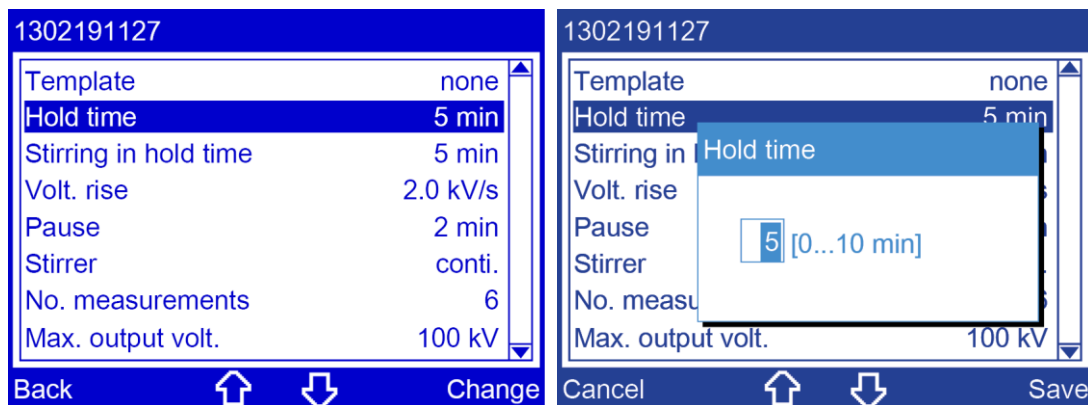 1302191127
Template none
Hold time 5 min
Stirring in hold time 5 min
Volt. rise 2.0 kV/s
Pause 2 min
Stirrer conti.
No. measurements 6
Max. output volt. 100 kV
Back Change
1302191127
Template none
Hold time 5 min
Stirring in
Hold time
Volt. rise
Pause
5 [0...10 min]
Stirrer
No.
Max. output volt. 100 kV
Cancel Save